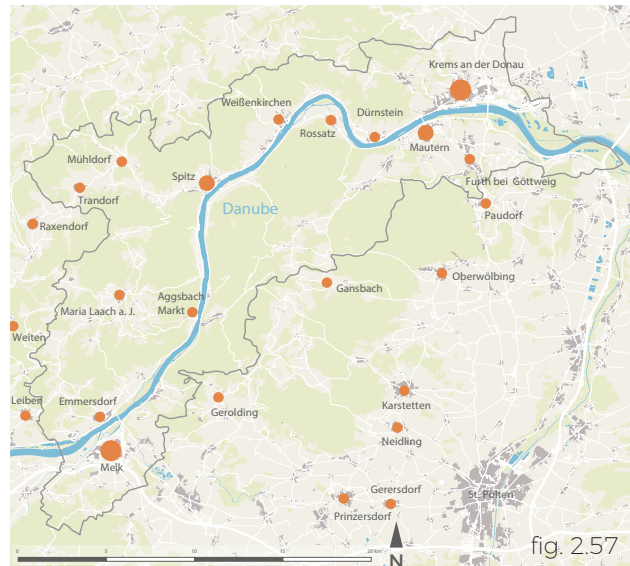 Krems an der Donau
Weißenkirchen
Dürnstein
Rossatz
Mautern
Mühldorf
Spitz
Furth bei Göttweig
Trandorf
Danube
Paudorf
Raxendorf
Oberwölbing
Gansbach
Maria Laach a. J.
Aggsbach
Markt
Weiten
Leiben
Emmersdorf
Gerolding
Karstetten
Neidling
Melk
Gerersdorf
St. Pölten
Prinzersdorf
fig. 2.57
0 5 10 15 20 km
N